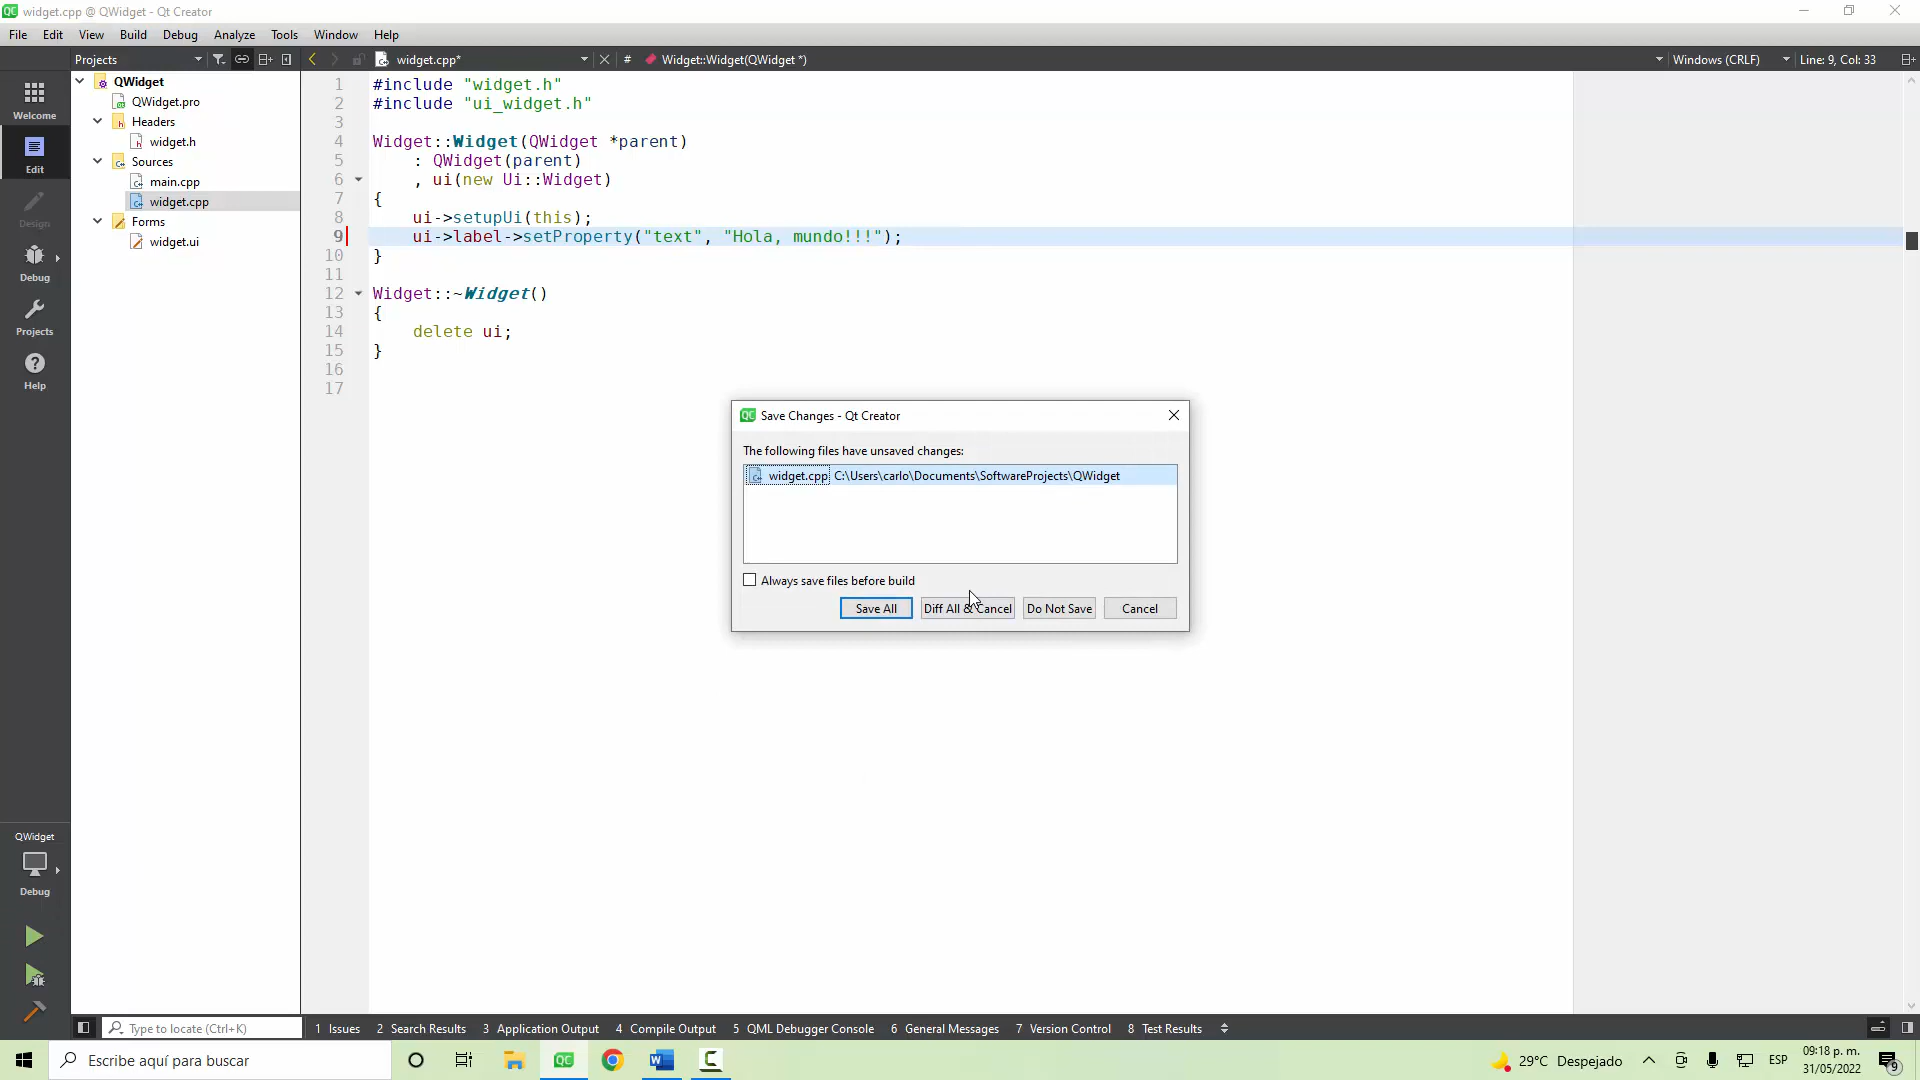 widget.cpp @ QWidget - Qt Creator
File Edit View Build Debug Analyze Tools Window Help
Projects widget.cpp* # Widget::Widget(QWidget *) Windows (CRLF) Line: 9, Col: 33
Welcome
Edit
Design
Debug
Projects
Help
QWidget
QWidget.pro
Headers
widget.h
Sources
main.cpp
widget.cpp
Forms
widget.ui
1 #include "widget.h"
2 #include "ui_widget.h"
3
4 Widget::Widget(QWidget *parent)
5 : QWidget(parent)
6 , ui(new Ui::Widget)
7 {
8 ui->setupUi(this);
9 ui->label->setProperty("text", "Hola, mundo!!!");
10 }
11
12 Widget::~Widget()
13 {
14 delete ui;
15 }
16
17
QC Save Changes - Qt Creator
The following files have unsaved changes:
widget.cpp C:\Users\carlo\Documents\SoftwareProjects\QWidget
Always save files before build
Save All Diff All & Cancel Do Not Save Cancel
QWidget
Debug
Type to locate (Ctrl+K) 1 Issues 2 Search Results 3 Application Output 4 Compile Output 5 QML Debugger Console 6 General Messages 7 Version Control 8 Test Results
Escribe aquí para buscar QC 29°C Despejado ESP 09:18 p. m.
31/05/2022 9